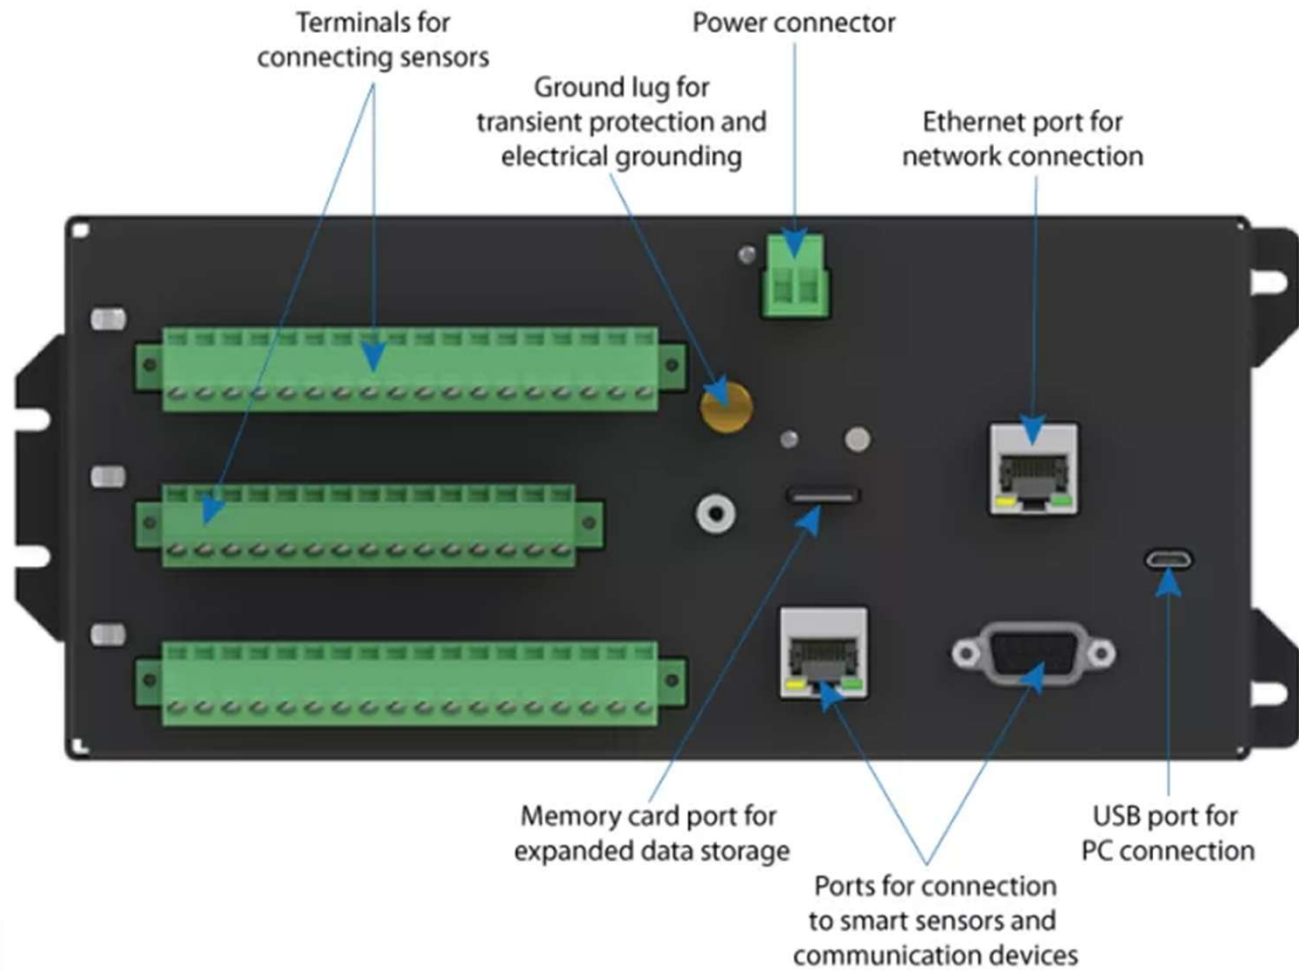 Terminals for
connecting sensors
Power connector
Ground lug for
transient protection and
electrical grounding
Ethernet port for
network connection
Memory card port for
expanded data storage
USB port for
PC connection
Ports for connection
to smart sensors and
communication devices